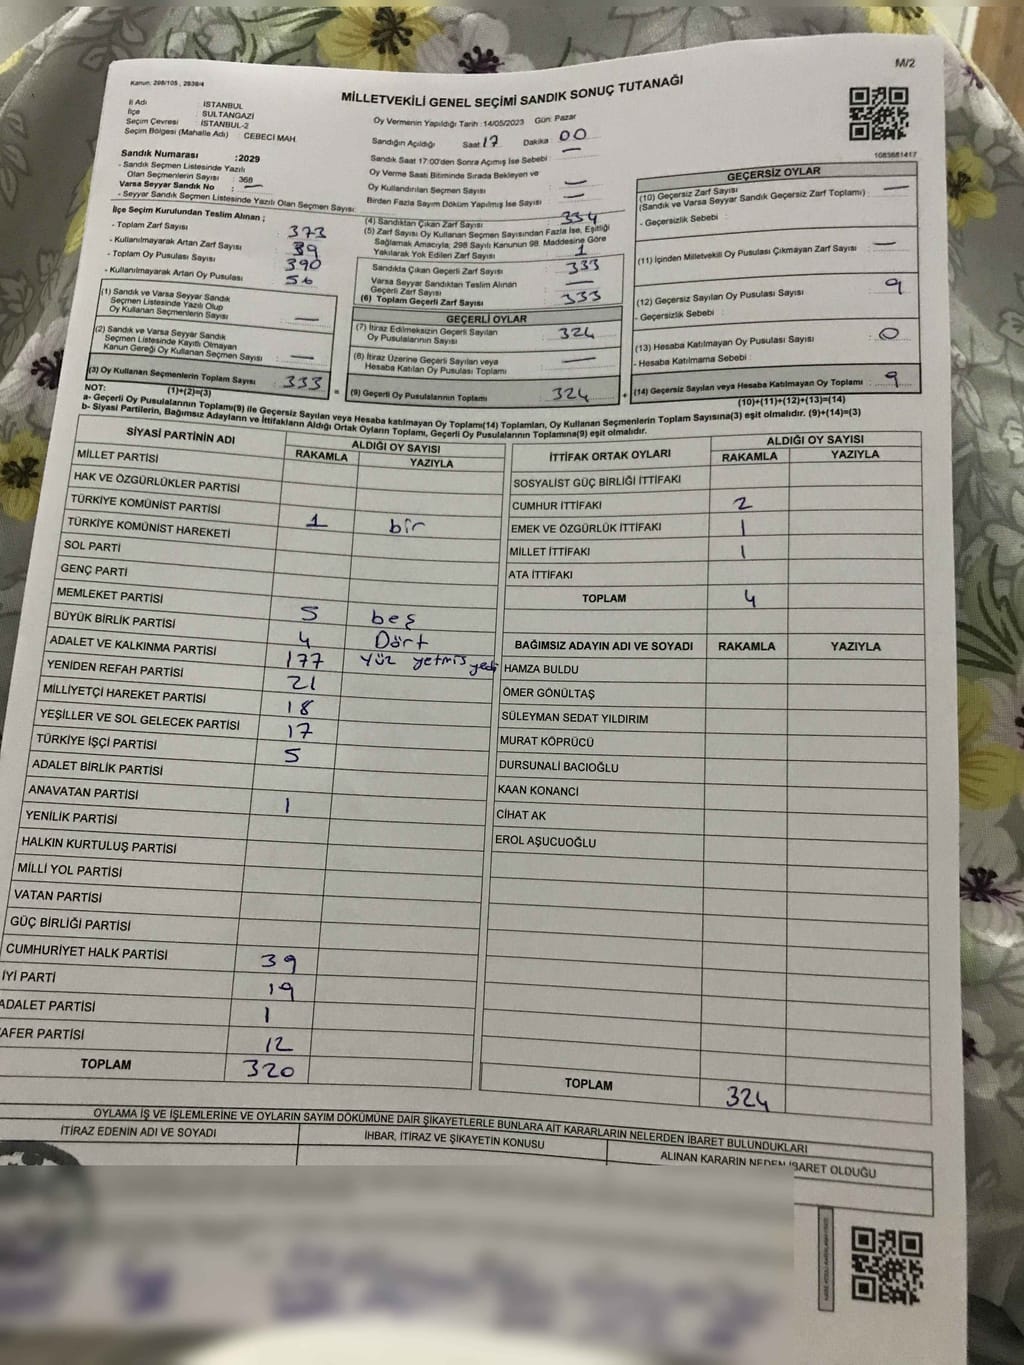 M/2
Kanun: 298/105 , 2839/4
MİLLETVEKİLİ GENEL SEÇİMİ SANDIK SONUÇ TUTANAĞI
1083681417
İl Adı İSTANBUL
İlçe SULTANGAZİ
Seçim Çevresi İSTANBUL-2
Seçim Bölgesi (Mahalle Adı) CEBECİ MAH.
Sandık Numarası :2029
- Sandık Seçmen Listesinde Yazılı
Olan Seçmenlerin Sayısı : 368
Varsa Seyyar Sandık No : —
- Seyyar Sandık Seçmen Listesinde Yazılı Olan Seçmen Sayısı:
İlçe Seçim Kurulundan Teslim Alınan ;
- Toplam Zarf Sayısı 373
- Kullanılmayarak Artan Zarf Sayısı 39
- Toplam Oy Pusulası Sayısı 390
- Kullanılmayarak Artan Oy Pusulası 56
(1) Sandık ve Varsa Seyyar Sandık
Seçmen Listesinde Yazılı Olup
Oy Kullanan Seçmenlerin Sayısı —
(2) Sandık ve Varsa Seyyar Sandık
Seçmen Listesinde Kayıtlı Olmayan
Kanun Gereği Oy Kullanan Seçmen Sayısı —
(3) Oy Kullanan Seçmenlerin Toplam Sayısı : 333 =
(1)+(2)=(3)
Oy Vermenin Yapıldığı Tarih :14/05/2023 Gün: Pazar
Sandığın Açıldığı Saat 17 Dakika 00
Sandık Saat 17:00'den Sonra Açımış İse Sebebi : —
Oy Verme Saati Bitiminde Sırada Bekleyen ve
Oy Kullandırılan Seçmen Sayısı —
Birden Fazla Sayım Döküm Yapılmış İse Sayısı —
(4) Sandıktan Çıkan Zarf Sayısı 334
(5) Zarf Sayısı Oy Kullanan Seçmen Sayısından Fazla İse, Eşitliği
Sağlamak Amacıyla, 298 Sayılı Kanunun 98. Maddesine Göre
Yakılarak Yok Edilen Zarf Sayısı 1
Sandıkta Çıkan Geçerli Zarf Sayısı 333
Varsa Seyyar Sandıktan Teslim Alınan
Geçerli Zarf Sayısı —
(6) Toplam Geçerli Zarf Sayısı 333
GEÇERLİ OYLAR
(7) İtiraz Edilmeksizin Geçerli Sayılan
Oy Pusulasının Sayısı 324
(8) İtiraz Üzerine Geçerli Sayılan veya
Hesaba Katılan Oy Pusulası Toplamı —
(9) Geçerli Oy Pusulalarının Toplamı 324 +
GEÇERSİZ OYLAR
(10) Geçersiz Zarf Sayısı
(Sandık ve Varsa Seyyar Sandık Geçersiz Zarf Toplamı) : —
- Geçersizlik Sebebi :
(11) İçinden Milletvekili Oy Pusulası Çıkmayan Zarf Sayısı —
(12) Geçersiz Sayılan Oy Pusulası Sayısı 9
- Geçersizlik Sebebi :
(13) Hesaba Katılmayan Oy Pusulası Sayısı : 0
- Hesaba Katılmama Sebebi :
(14) Geçersiz Sayılan veya Hesaba Katılmayan Oy Toplamı : 9
(10)+(11)+(12)+(13)=(14)
NOT:
a- Geçerli Oy Pusulalarının Toplamı(9) ile Geçersiz Sayılan veya Hesaba katılmayan Oy Toplamı(14) Toplamları, Oy Kullanan Seçmenlerin Toplam Sayısına(3) eşit olmalıdır. (9)+(14)=(3)
b- Siyasi Partilerin, Bağımsız Adayların ve İttifakların Aldığı Ortak Oyların Toplamı, Geçerli Oy Pusulalarının Toplamına(9) eşit olmalıdır.
SİYASİ PARTİNİN ADI ALDIĞI OY SAYISI
RAKAMLA YAZIYLA
MİLLET PARTİSİ
HAK VE ÖZGÜRLÜKLER PARTİSİ
TÜRKİYE KOMÜNİST PARTİSİ
TÜRKİYE KOMÜNİST HAREKETİ 1 bir
SOL PARTİ
GENÇ PARTİ
MEMLEKET PARTİSİ
BÜYÜK BİRLİK PARTİSİ 5 beş
ADALET VE KALKINMA PARTİSİ 4 Dört
YENİDEN REFAH PARTİSİ 177 Yüz yetmiş yedi
MİLLİYETÇİ HAREKET PARTİSİ 21
YEŞİLLER VE SOL GELECEK PARTİSİ 18
TÜRKİYE İŞÇİ PARTİSİ 17
ADALET BİRLİK PARTİSİ 5
ANAVATAN PARTİSİ
YENİLİK PARTİSİ 1
HALKIN KURTULUŞ PARTİSİ
MİLLİ YOL PARTİSİ
VATAN PARTİSİ
GÜÇ BİRLİĞİ PARTİSİ
CUMHURİYET HALK PARTİSİ 39
İYİ PARTİ 19
ADALET PARTİSİ 1
AFER PARTİSİ 12
TOPLAM 320
İTTİFAK ORTAK OYLARI ALDIĞI OY SAYISI
RAKAMLA YAZIYLA
SOSYALİST GÜÇ BİRLİĞİ İTTİFAKI
CUMHUR İTTİFAKI 2
EMEK VE ÖZGÜRLÜK İTTİFAKI 1
MİLLET İTTİFAKI 1
ATA İTTİFAKI
TOPLAM 4
BAĞIMSIZ ADAYIN ADI VE SOYADI RAKAMLA YAZIYLA
HAMZA BULDU
ÖMER GÖNÜLTAŞ
SÜLEYMAN SEDAT YILDIRIM
MURAT KÖPRÜCÜ
DURSUNALİ BACIOĞLU
KAAN KONANCI
CİHAT AK
EROL AŞUCUOĞLU
TOPLAM 324
OYLAMA İŞ VE İŞLEMLERİNE VE OYLARIN SAYIM DÖKÜMÜNE DAİR ŞİKAYETLERLE BUNLARA AİT KARARLARIN NELERDEN İBARET BULUNDUKLARI
İTİRAZ EDENİN ADI VE SOYADI İHBAR, İTİRAZ VE ŞİKAYETİN KONUSU ALINAN KARARIN NEDEN İBARET OLDUĞU